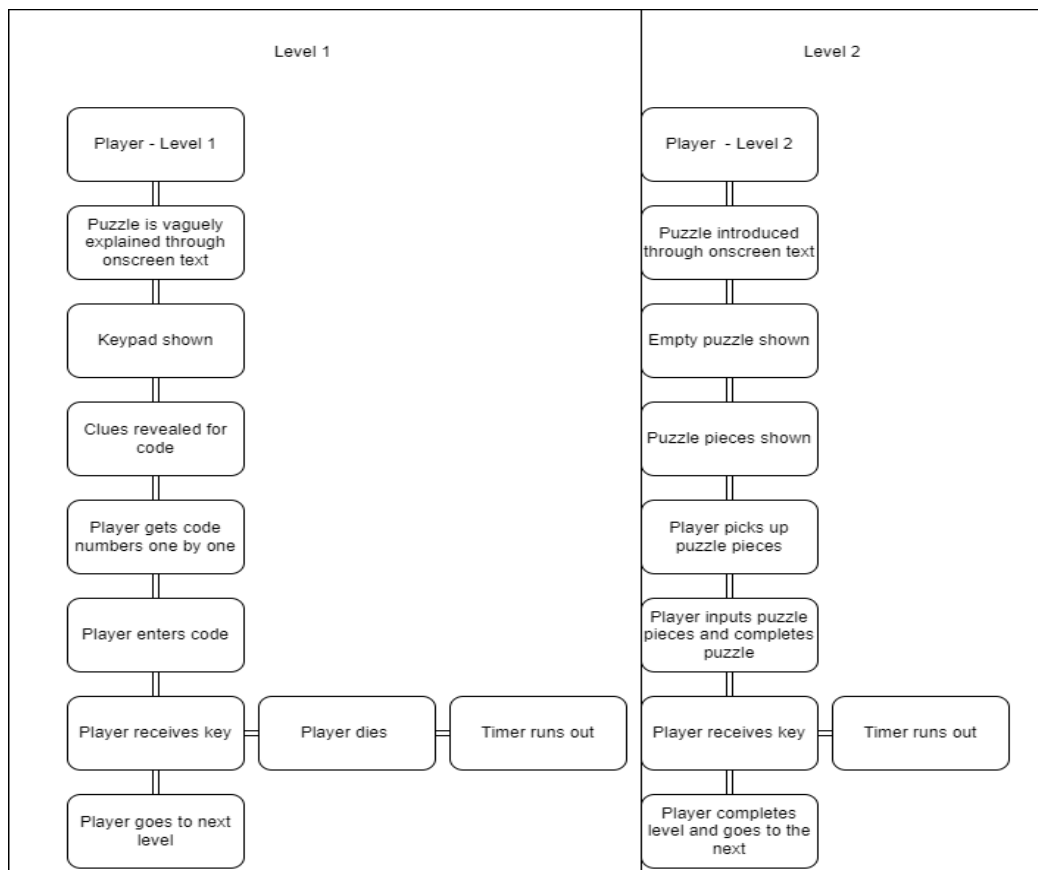 Level 1
Player - Level 1
Puzzle is vaguely
explained through
onscreen text
Keypad shown
Clues revealed for
code
Player gets code
numbers one by one
Player enters code
Player receives key
Player dies
Timer runs out
Player goes to next
level
Level 2
Player - Level 2
Puzzle introduced
through onscreen text
Empty puzzle shown
Puzzle pieces shown
Player picks up
puzzle pieces
Player inputs puzzle
pieces and completes
puzzle
Player receives key
Timer runs out
Player completes
level and goes to the
next